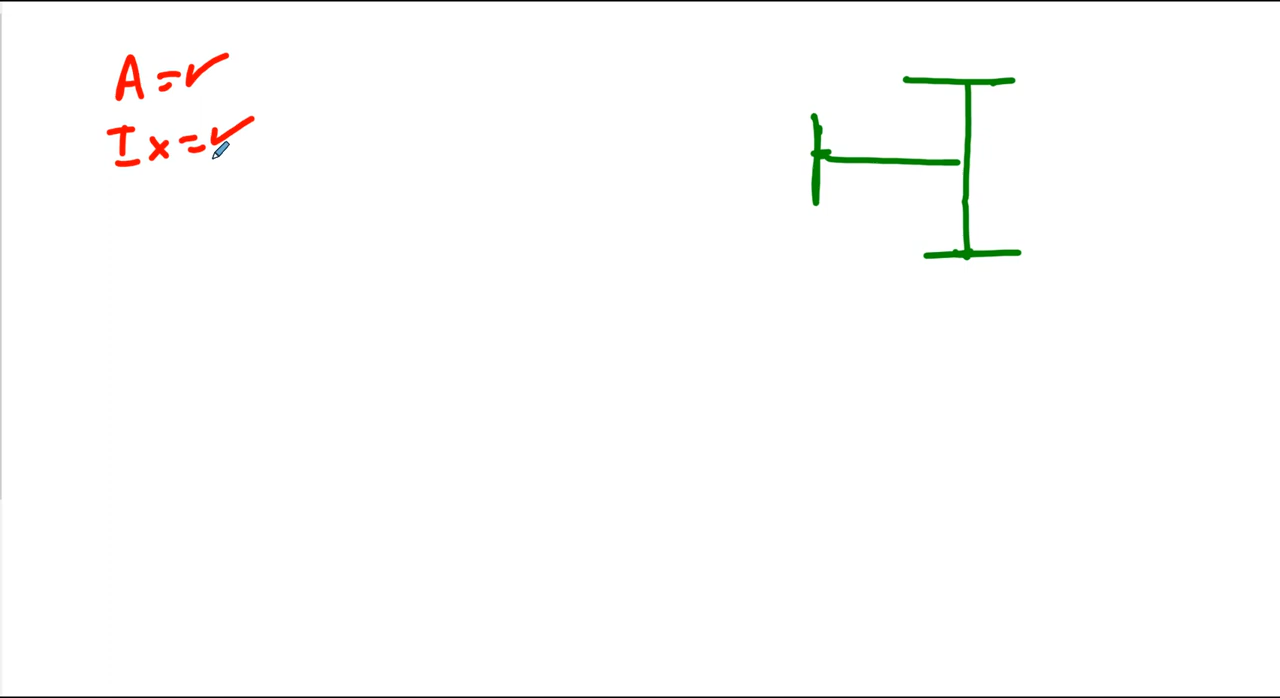 A = ✓
Ix = ✓